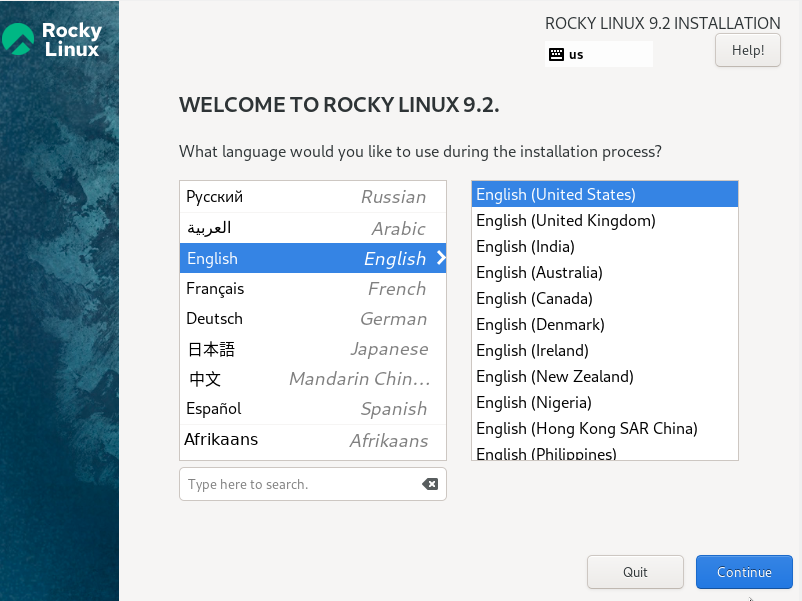 Rocky
Linux
ROCKY LINUX 9.2 INSTALLATION
us
Help!
WELCOME TO ROCKY LINUX 9.2.
What language would you like to use during the installation process?
Русский Russian
العربية Arabic
English English
Français French
Deutsch German
日本語 Japanese
中文 Mandarin Chin...
Español Spanish
Afrikaans Afrikaans
Type here to search.
English (United States)
English (United Kingdom)
English (India)
English (Australia)
English (Canada)
English (Denmark)
English (Ireland)
English (New Zealand)
English (Nigeria)
English (Hong Kong SAR China)
English (Philippines)
Quit
Continue